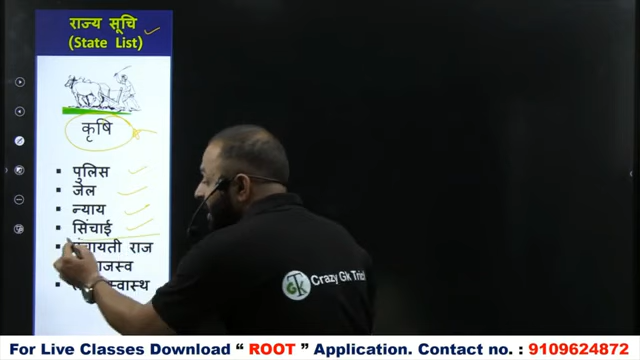 राज्य सूचि
(State List)
कृषि
पुलिस
जेल
न्याय
सिंचाई
राज
Crazy Gk Trick
For Live Classes Download “ ROOT ” Application. Contact no. : 9109624872